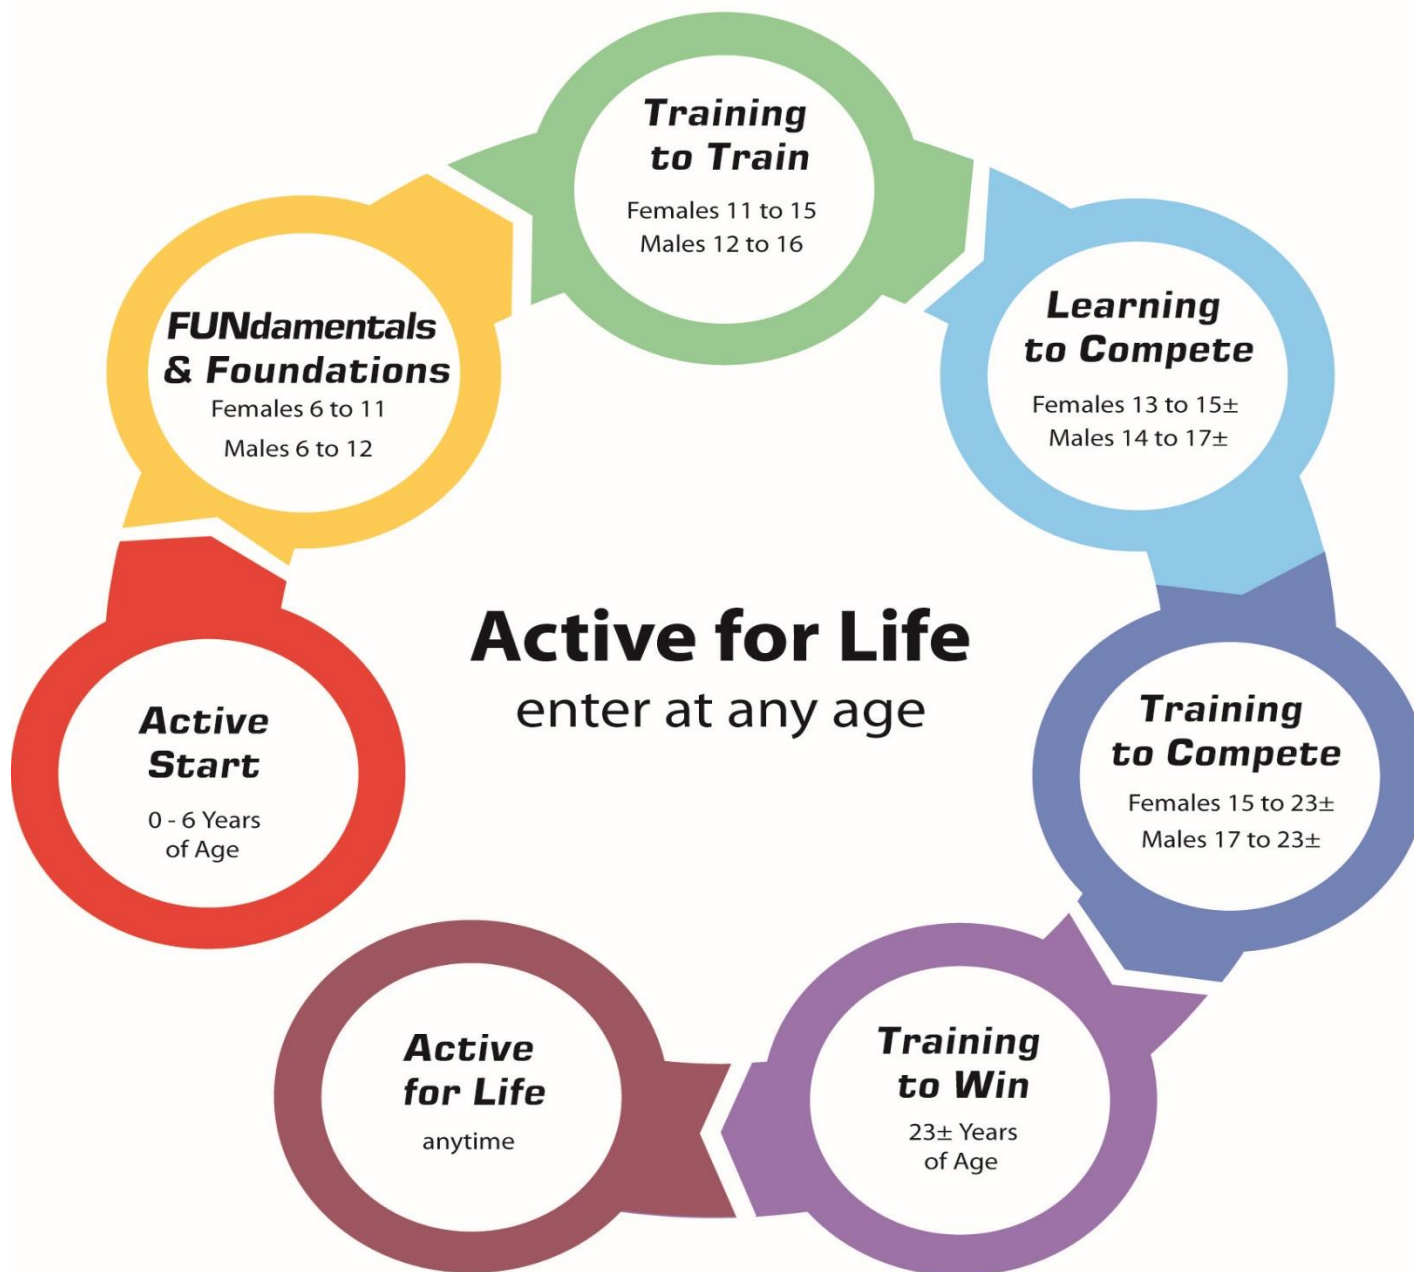 Active
Start
0 - 6 Years
of Age
FUNdamentals
& Foundations
Females 6 to 11
Males 6 to 12
Training
to Train
Females 11 to 15
Males 12 to 16
Learning
to Compete
Females 13 to 15±
Males 14 to 17±
Training
to Compete
Females 15 to 23±
Males 17 to 23±
Training
to Win
23± Years
of Age
Active
for Life
anytime
Active for Life
enter at any age